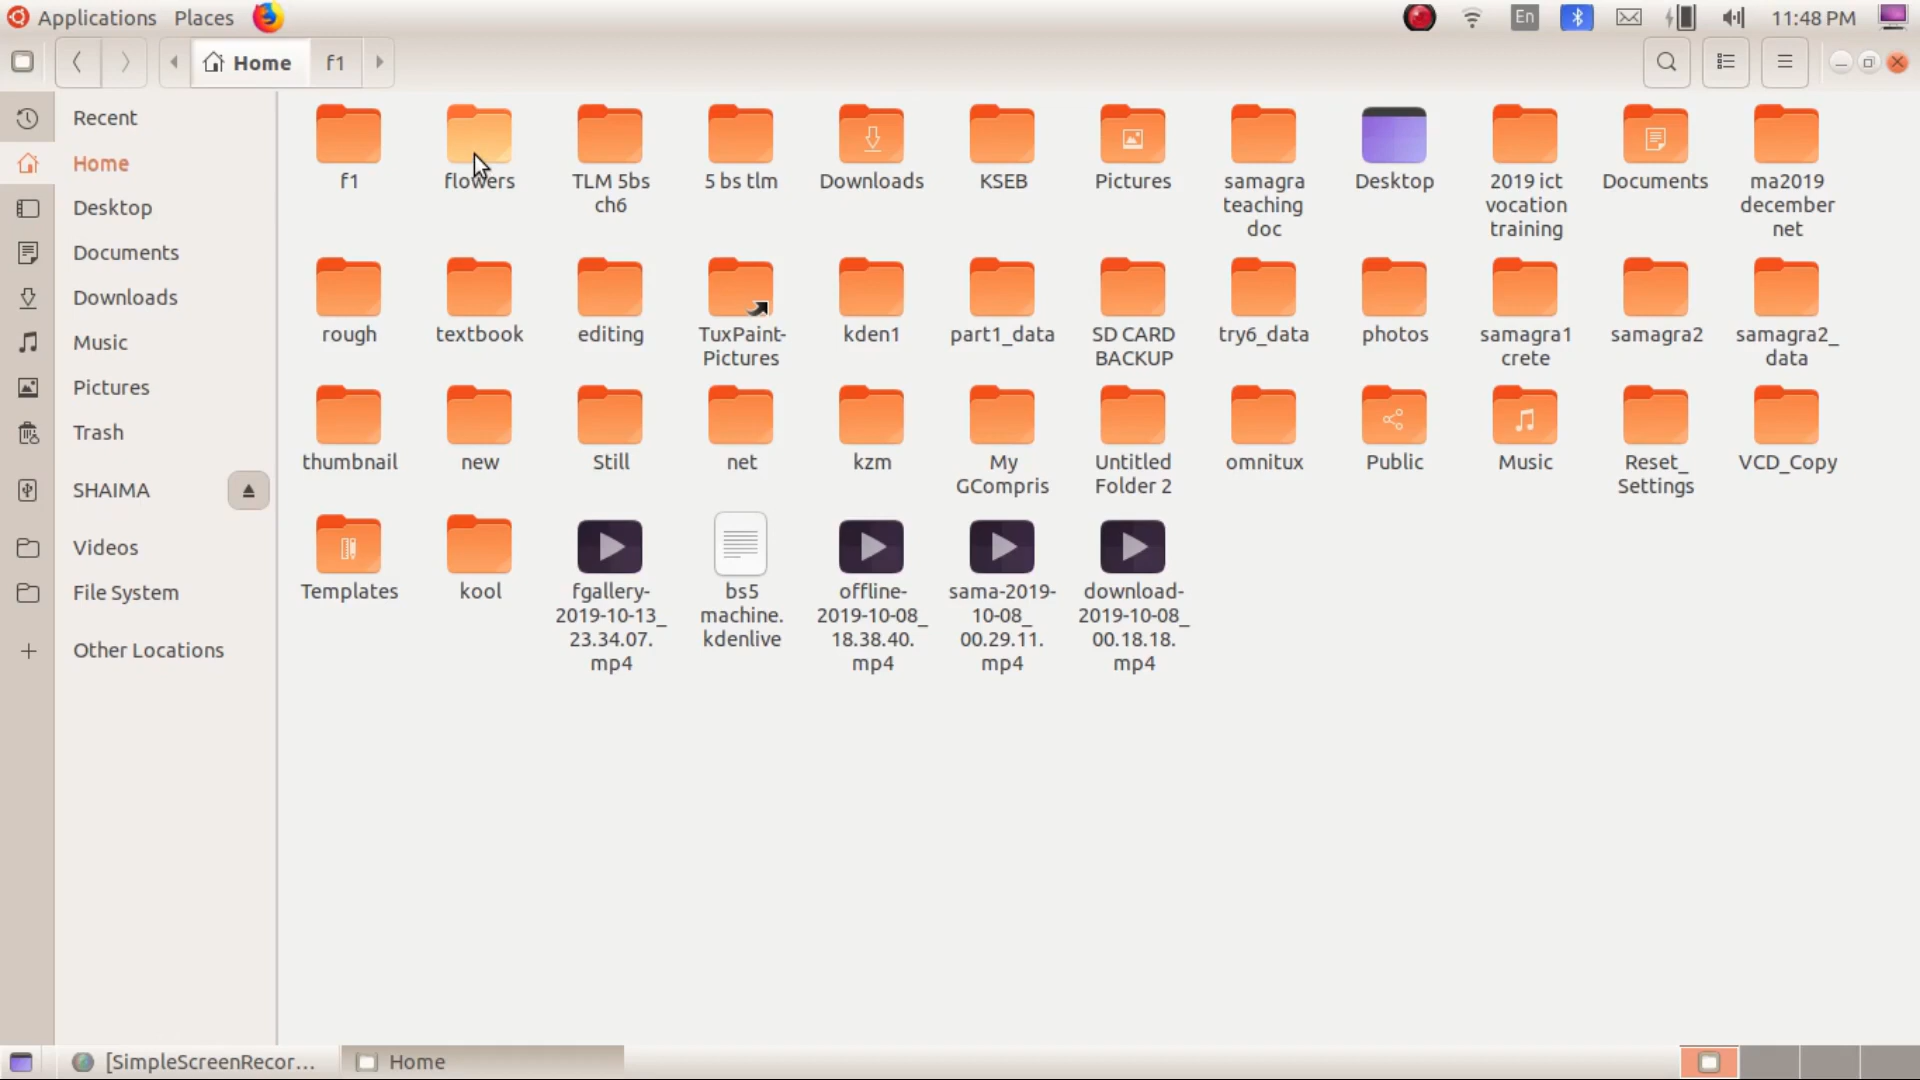 Applications Places En 11:48 PM
Home f1
Recent
Home
Desktop
Documents
Downloads
Music
Pictures
Trash
SHAIMA
Videos
File System
Other Locations
f1
flowers
TLM 5bs
ch6
5 bs tlm
Downloads
KSEB
Pictures
samagra
teaching
doc
Desktop
2019 ict
vocation
training
Documents
ma2019
december
net
rough
textbook
editing
TuxPaint-
Pictures
kden1
part1_data
SD CARD
BACKUP
try6_data
photos
samagra1
crete
samagra2
samagra2_
data
thumbnail
new
Still
net
kzm
My
GCompris
Untitled
Folder 2
omnitux
Public
Music
Reset_
Settings
VCD_Copy
Templates
kool
fgallery-
2019-10-13_
23.34.07.
mp4
bs5
machine.
kdenlive
offline-
2019-10-08_
18.38.40.
mp4
sama-2019-
10-08_
00.29.11.
mp4
download-
2019-10-08_
00.18.18.
mp4
[SimpleScreenRecor... Home